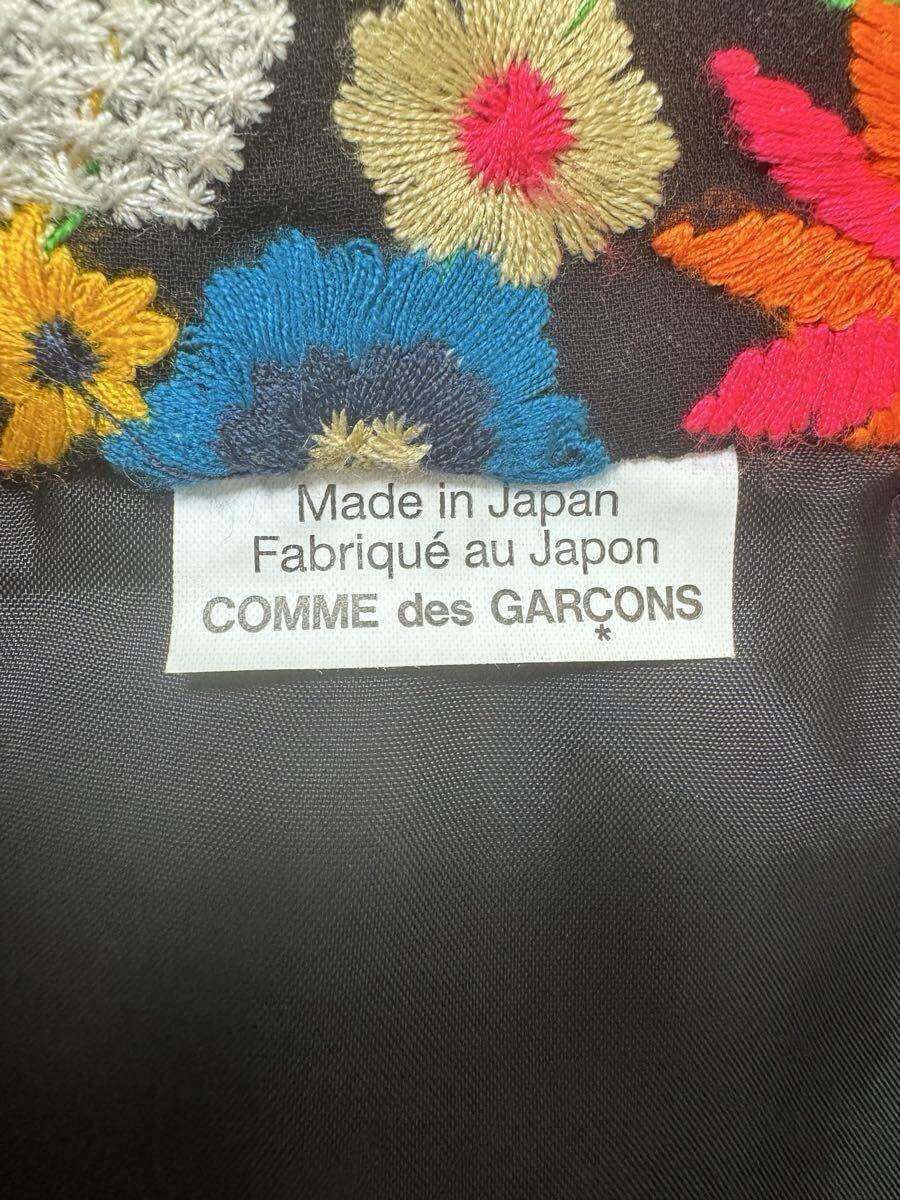 Made in Japan
Fabriqué au Japon
COMME des GARÇONS
*